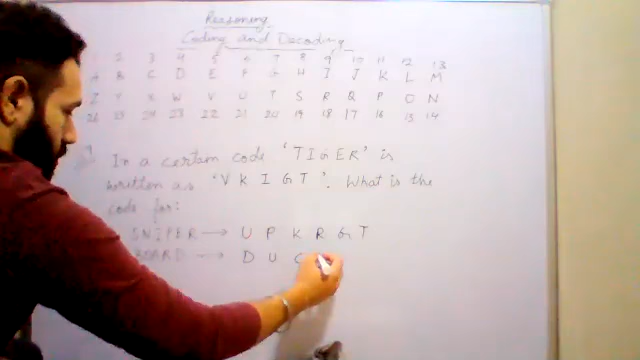 Reasoning
Coding and Decoding
2 3 4 5 6 7 8 9 10 11 12 13
A B C D E F G H I J K L M
Z Y X W V U T S R Q P O N
26 25 24 23 22 21 20 19 18 17 16 15 14
In a certain code 'TIGER' is
written as 'V K I G T'. What is the
code for:
SNIPER → U P K R G T
BOARD → D U C